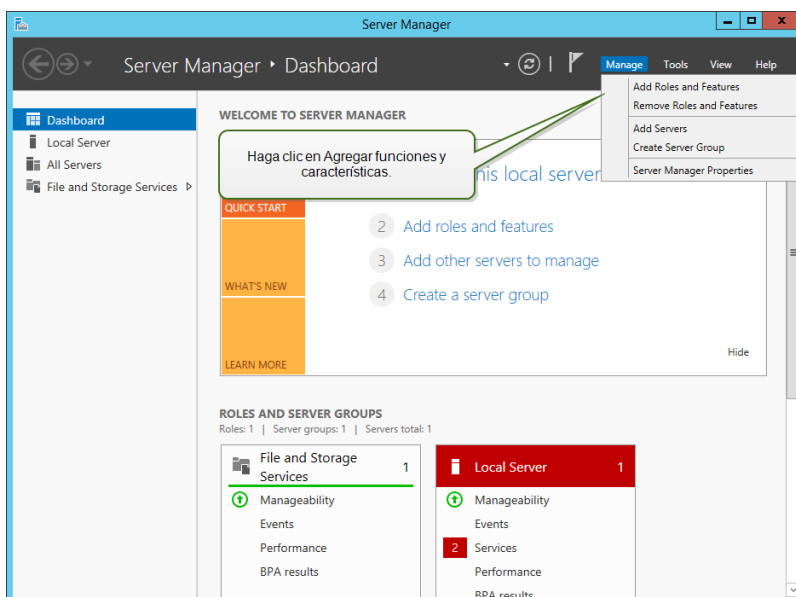 Server Manager
Server Manager • Dashboard
Manage Tools View Help
Add Roles and Features
Remove Roles and Features
Add Servers
Create Server Group
Server Manager Properties
Dashboard
Local Server
All Servers
File and Storage Services
WELCOME TO SERVER MANAGER
Haga clic en Agregar funciones y
características.
his local server
QUICK START
2 Add roles and features
3 Add other servers to manage
WHAT'S NEW
4 Create a server group
Hide
LEARN MORE
ROLES AND SERVER GROUPS
Roles: 1 | Server groups: 1 | Servers total: 1
File and Storage
Services
1
Manageability
Events
Performance
BPA results
Local Server 1
Manageability
Events
2 Services
Performance
BPA results